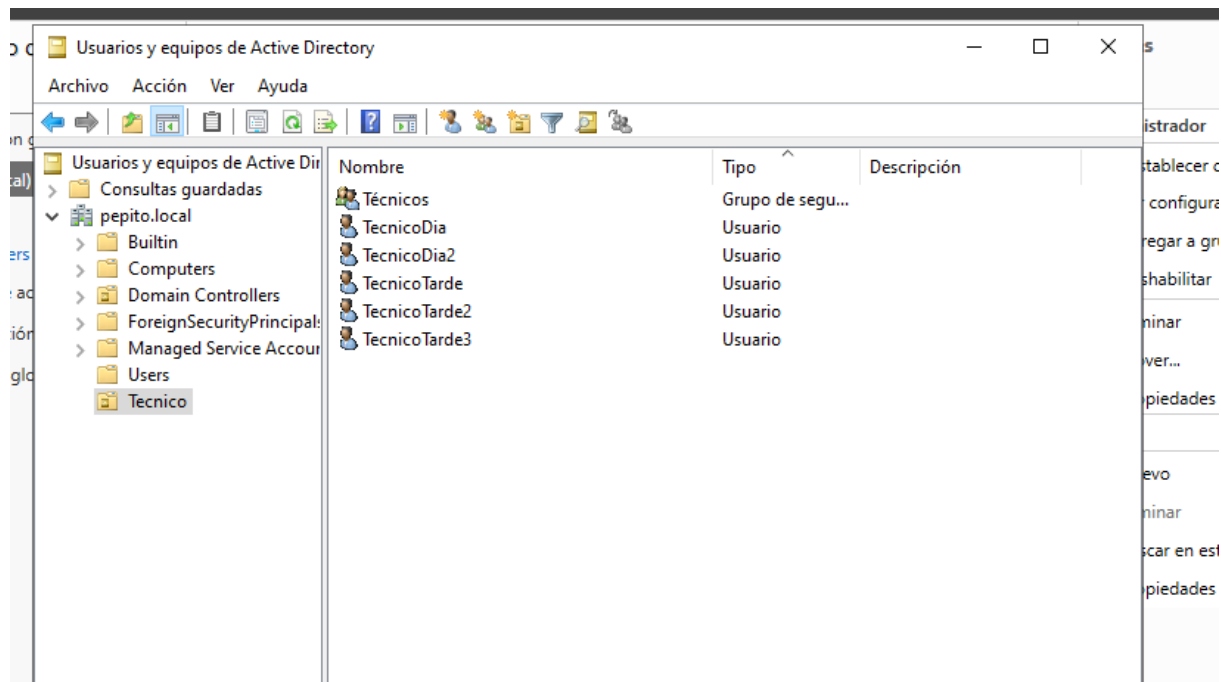 Usuarios y equipos de Active Directory
Archivo Acción Ver Ayuda
Usuarios y equipos de Active Dir
Consultas guardadas
pepito.local
Builtin
Computers
Domain Controllers
ForeignSecurityPrincipal
Managed Service Accour
Users
Tecnico
Nombre Tipo Descripción
Técnicos Grupo de segu...
TecnicoDia Usuario
TecnicoDia2 Usuario
TecnicoTarde Usuario
TecnicoTarde2 Usuario
TecnicoTarde3 Usuario
istrador
stablecer c
configura
regar a gru
shabilitar
minar
ver...
piedades
evo
minar
scar en est
piedades